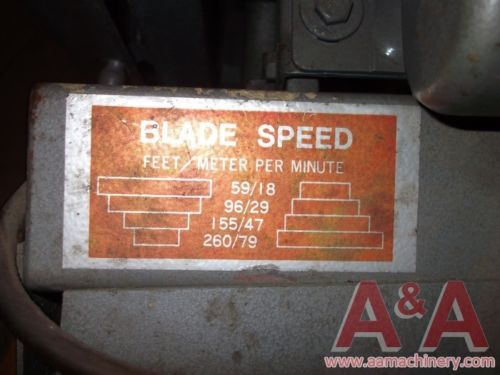 BLADE SPEED
FEET/METER PER MINUTE
59/18
96/29
155/47
260/79
A&A
www.aamachinery.com